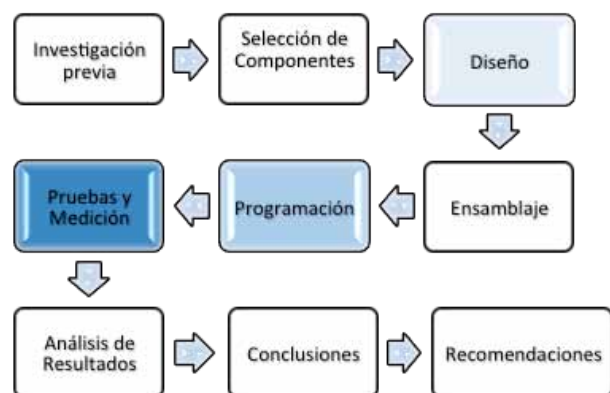 Investigación
previa
Selección de
Componentes
Diseño
Ensamblaje
Programación
Pruebas y
Medición
Análisis de
Resultados
Conclusiones
Recomendaciones